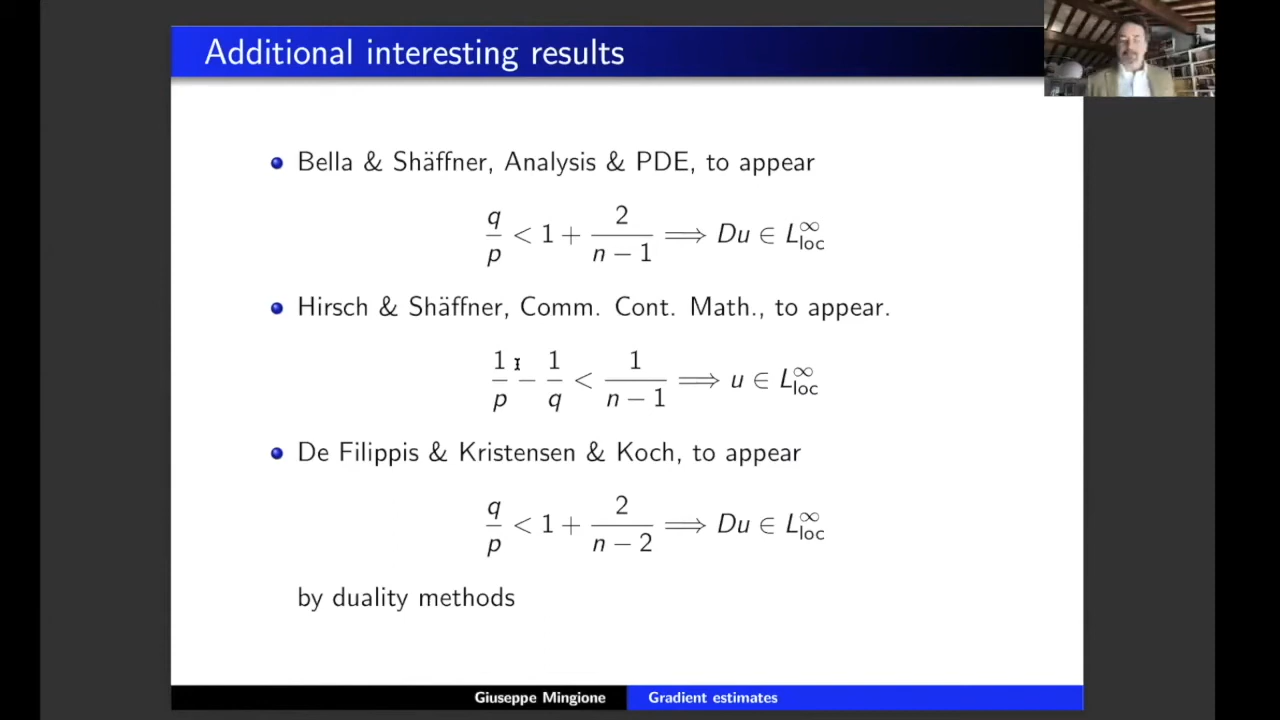 Additional interesting results
Bella & Shäffner, Analysis & PDE, to appear
q/p < 1 + 2/(n − 1) ⟹ Du ∈ L^∞_loc
Hirsch & Shäffner, Comm. Cont. Math., to appear.
1/p − 1/q < 1/(n − 1) ⟹ u ∈ L^∞_loc
De Filippis & Kristensen & Koch, to appear
q/p < 1 + 2/(n − 2) ⟹ Du ∈ L^∞_loc
by duality methods
Giuseppe Mingione Gradient estimates